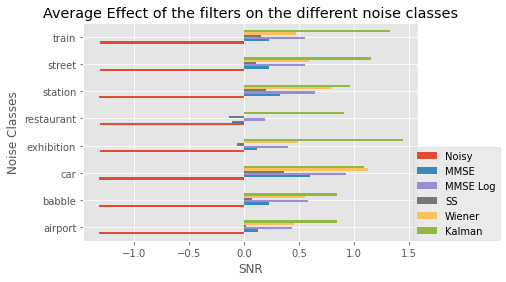 Average Effect of the filters on the different noise classes
train
street
station
restaurant
exhibition
car
babble
airport
Noise Classes
−1.0
−0.5
0.0
0.5
1.0
1.5
SNR
Noisy
MMSE
MMSE Log
SS
Wiener
Kalman